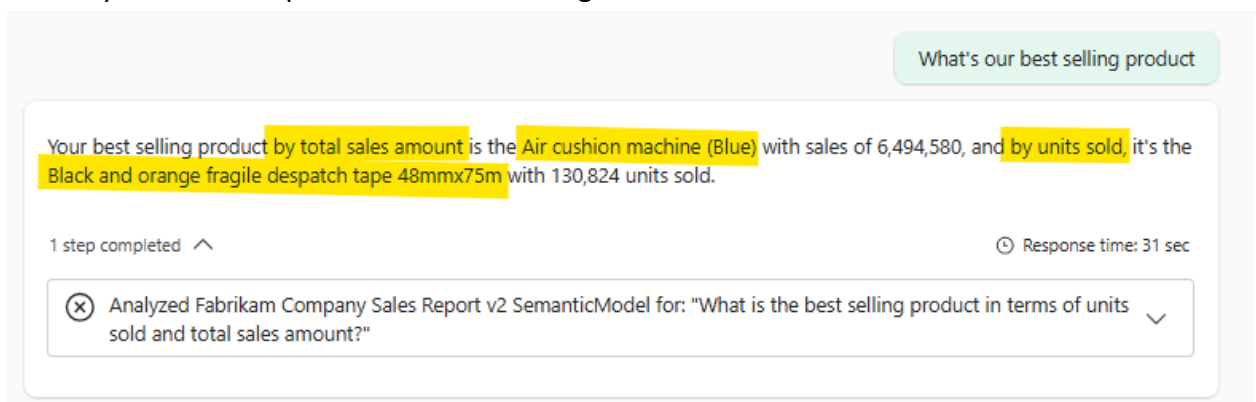 What's our best selling product
Your best selling product by total sales amount is the Air cushion machine (Blue) with sales of 6,494,580, and by units sold, it's the
Black and orange fragile despatch tape 48mmx75m with 130,824 units sold.
1 step completed
Response time: 31 sec
Analyzed Fabrikam Company Sales Report v2 SemanticModel for: "What is the best selling product in terms of units
sold and total sales amount?"